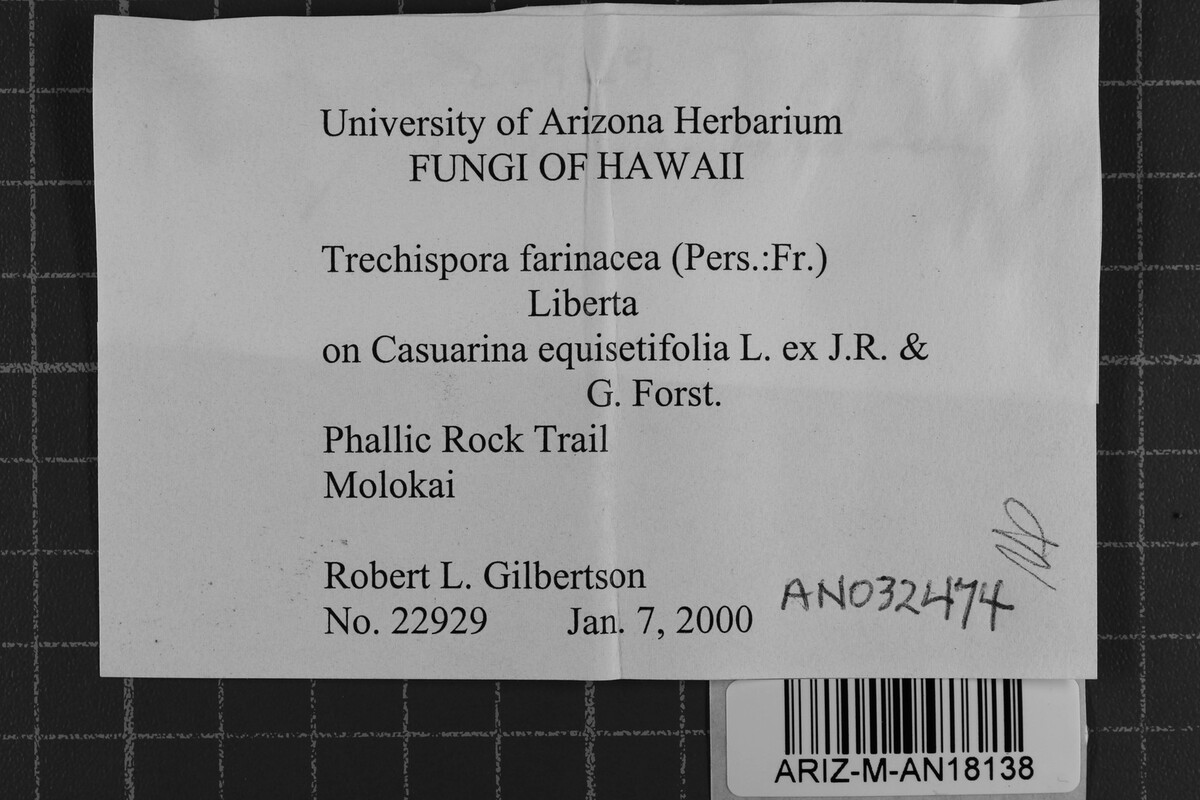 University of Arizona Herbarium
FUNGI OF HAWAII
Trechispora farinacea (Pers.:Fr.)
Liberta
on Casuarina equisetifolia L. ex J.R. &
G. Forst.
Phallic Rock Trail
Molokai
Robert L. Gilbertson
No. 22929 Jan. 7, 2000
AN032474
ARIZ-M-AN18138